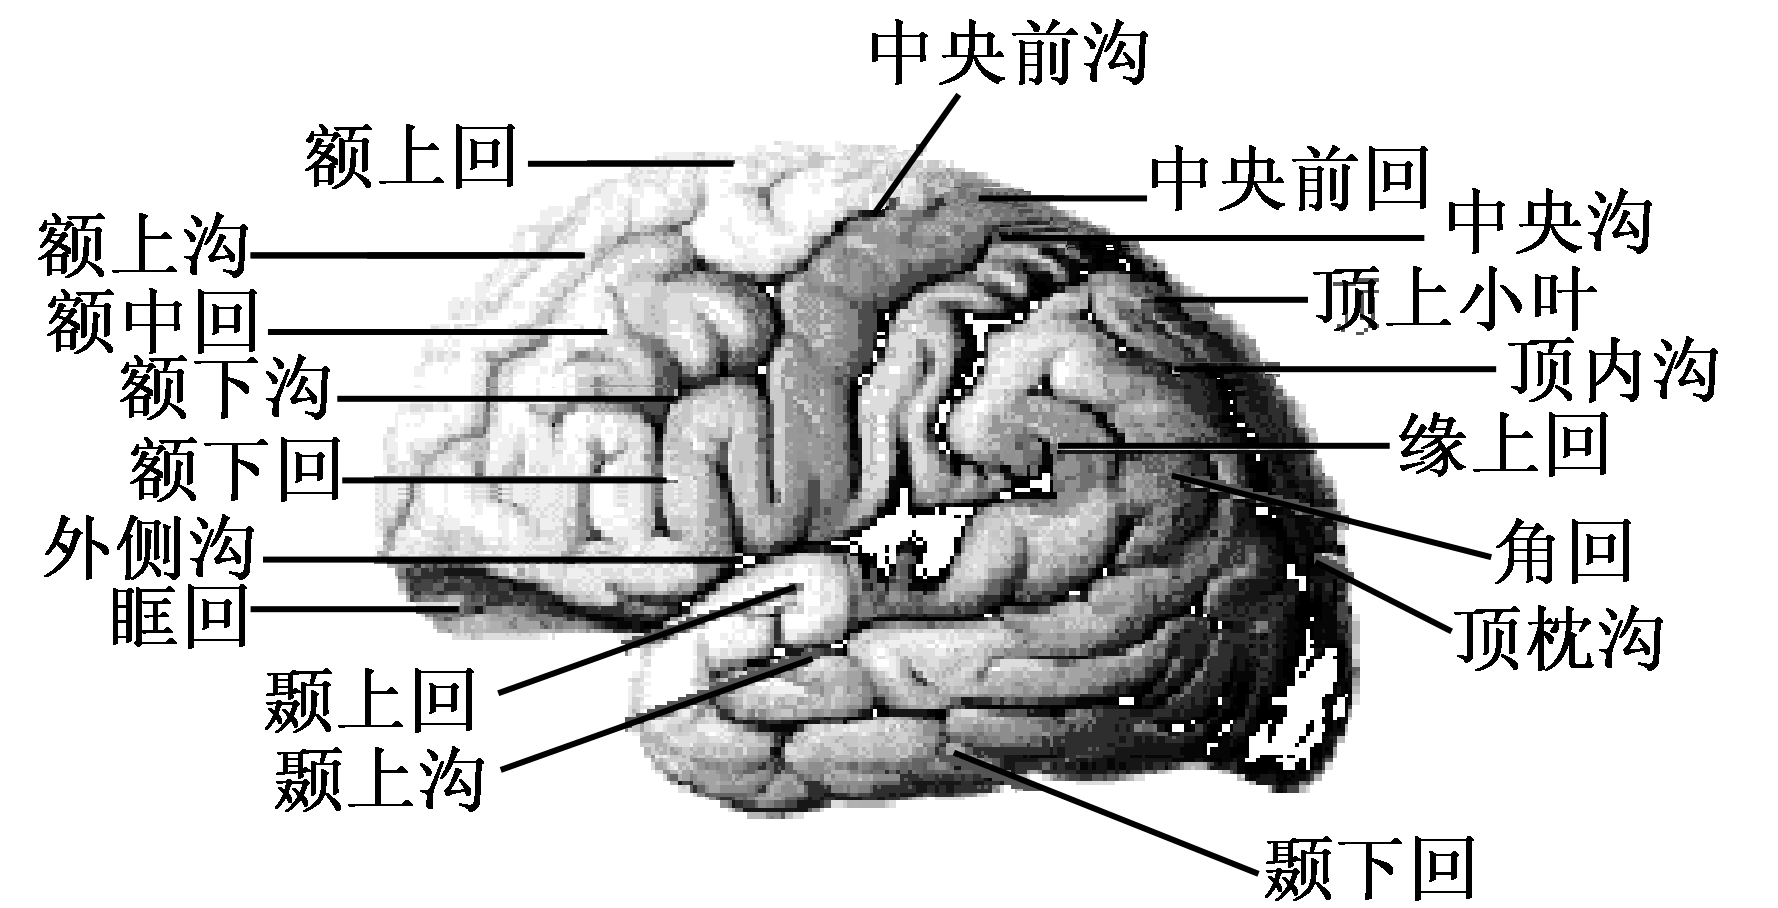 中央前沟
额上回
中央前回
中央沟
额上沟
顶上小叶
额中回
顶内沟
额下沟
缘上回
额下回
外侧沟
角回
眶回
顶枕沟
颞上回
颞上沟
颞下回